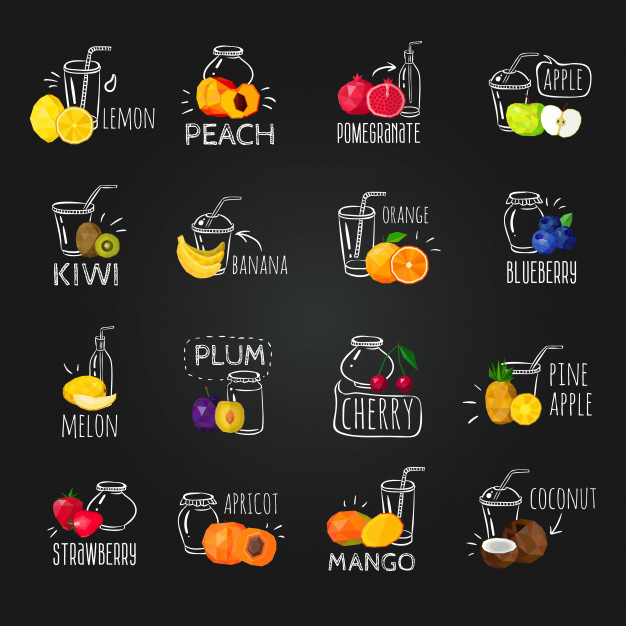 LEMON
PEACH
POMEGRANATE
APPLE
KIWI
BANANA
ORANGE
BLUEBERRY
MELON
PLUM
CHERRY
PINE
APPLE
STRAWBERRY
APRICOT
MANGO
COCONUT